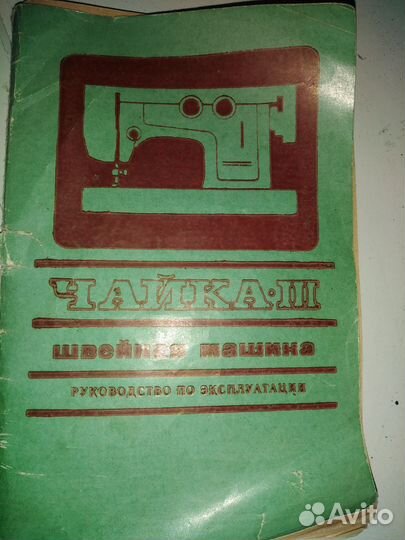 ЧАЙКА·III
швейная машина
РУКОВОДСТВО ПО ЭКСПЛУАТАЦИИ
Avito